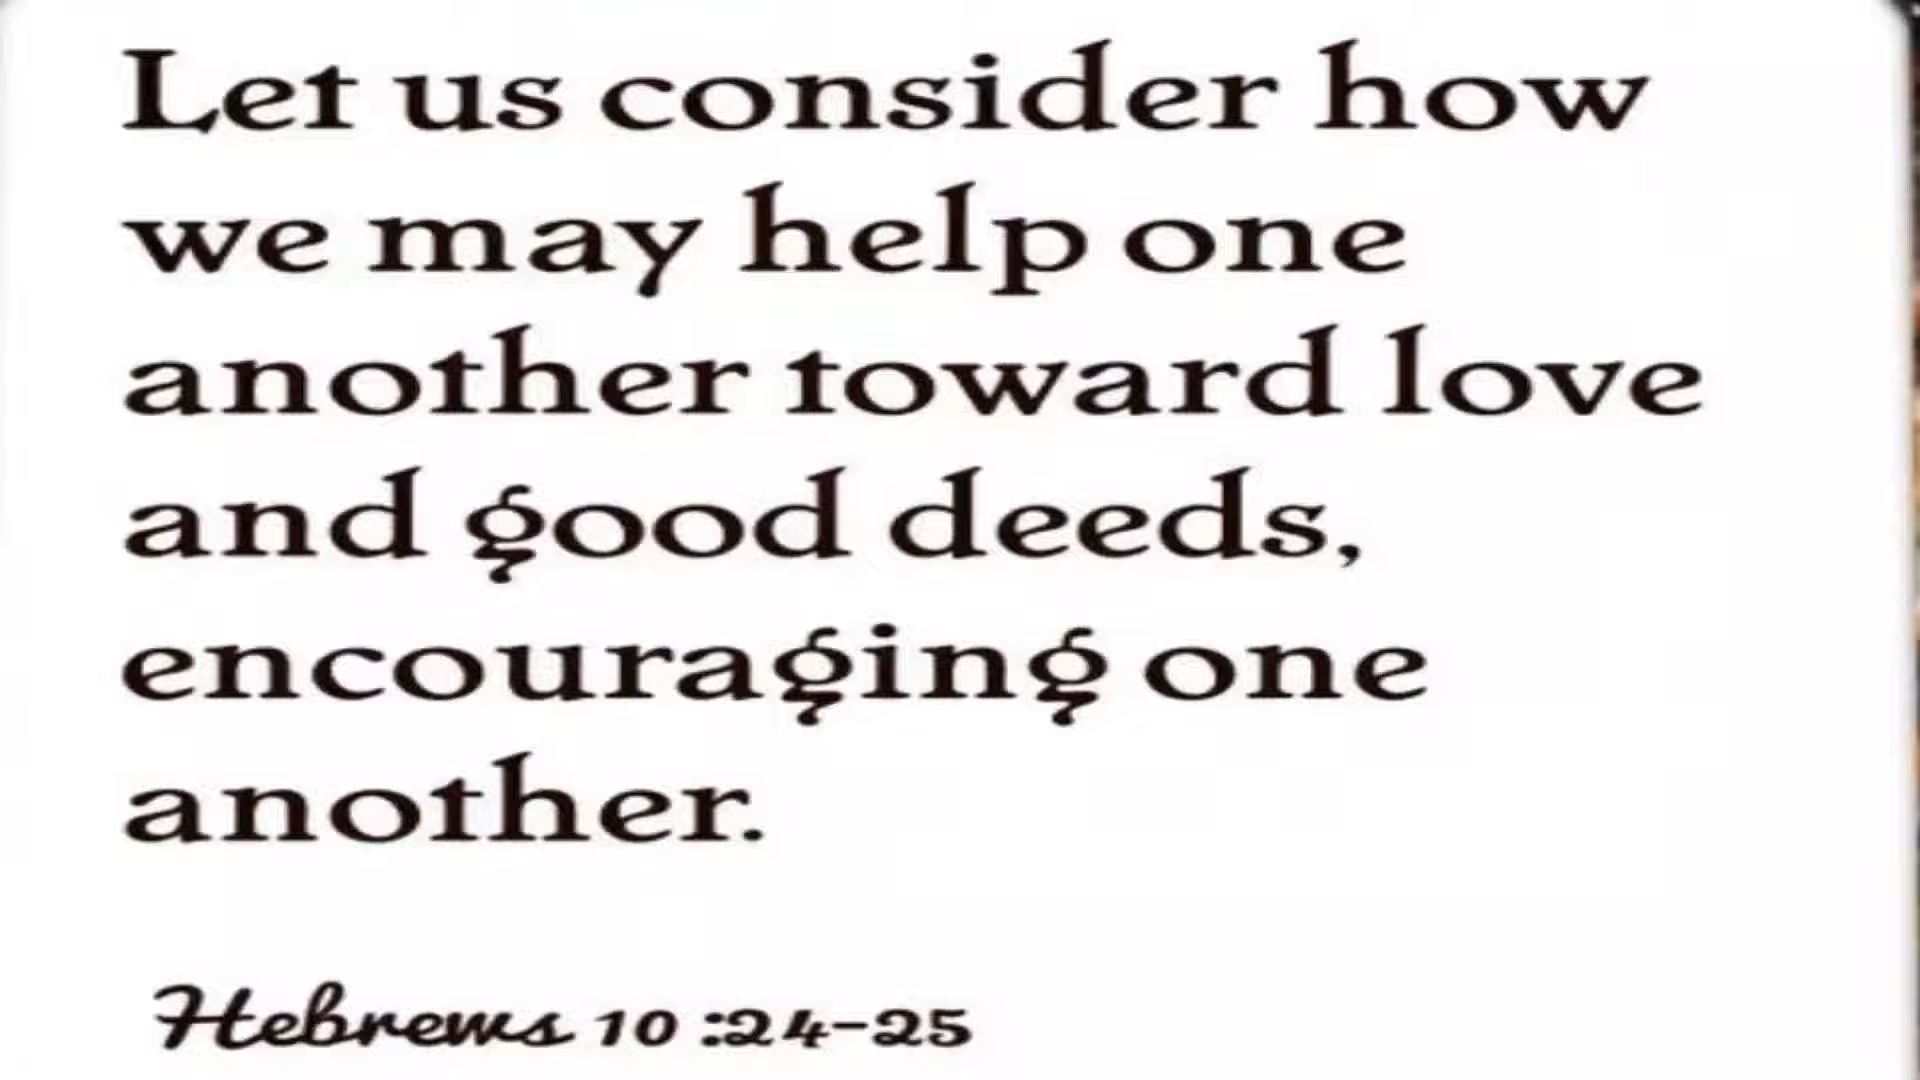 Let us consider how
we may help one
another toward love
and good deeds,
encouraging one
another.
Hebrews 10 :24-25